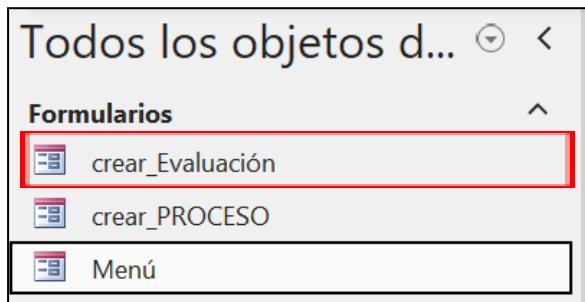 Todos los objetos d...
Formularios
crear_Evaluación
crear_PROCESO
Menú